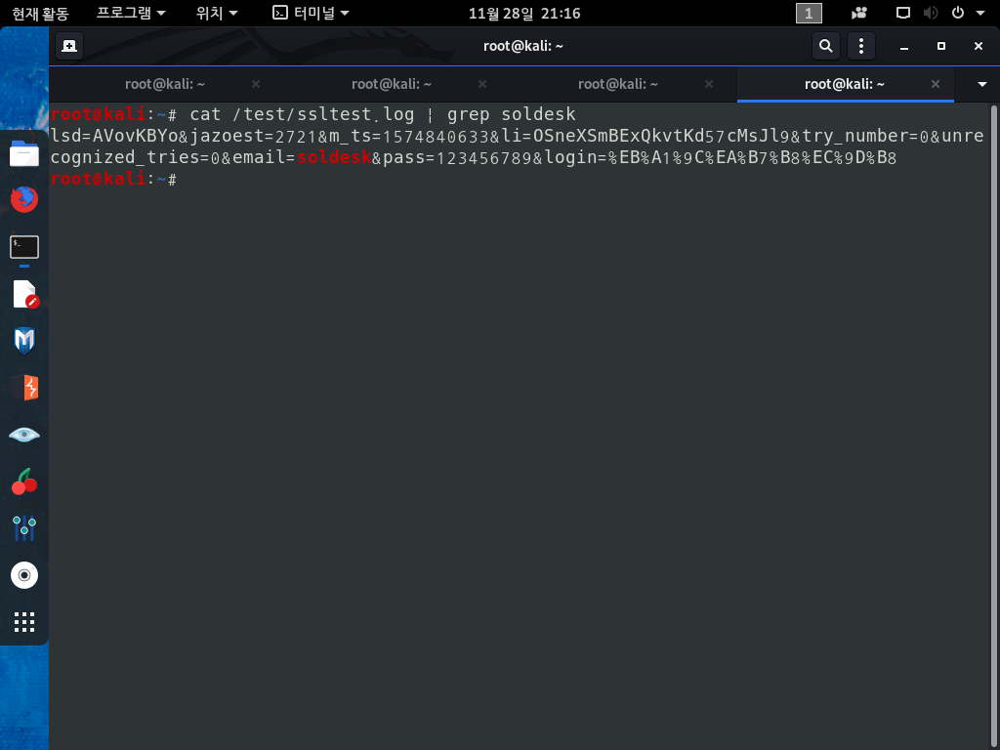 현재 활동 프로그램 위치 터미널 11월 28일 21:16 1
root@kali: ~
root@kali: ~ root@kali: ~ root@kali: ~ root@kali: ~
root@kali:~# cat /test/ssltest.log | grep soldesk
lsd=AVovKBYo&jazoest=2721&m_ts=1574840633&li=OSneXSmBExQkvtKd57cMsJl9&try_number=0&unre
cognized_tries=0&email=soldesk&pass=123456789&login=%EB%A1%9C%EA%B7%B8%EC%9D%B8
root@kali:~#